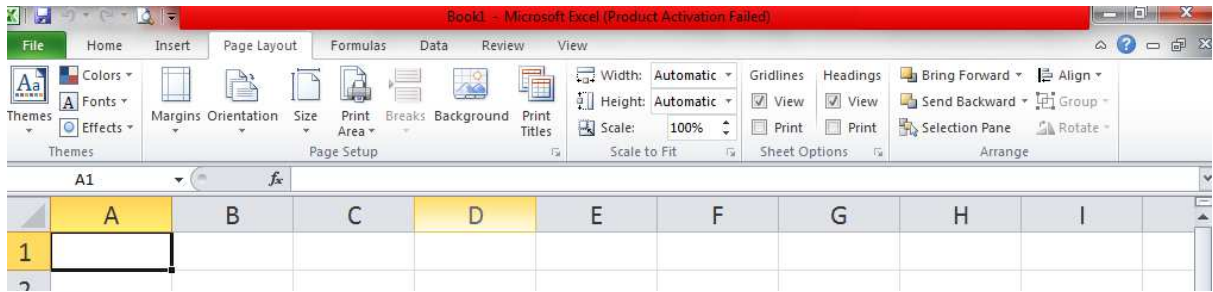 Book1 - Microsoft Excel (Product Activation Failed)
File Home Insert Page Layout Formulas Data Review View
Colors Width: Automatic Gridlines Headings Bring Forward Align
Aa A Fonts Height: Automatic View View Send Backward Group
Themes Effects Margins Orientation Size Print Area Breaks Background Print Titles Scale: 100% Print Print Selection Pane Rotate
Themes Page Setup Scale to Fit Sheet Options Arrange
A1 fx
A B C D E F G H I
1
2